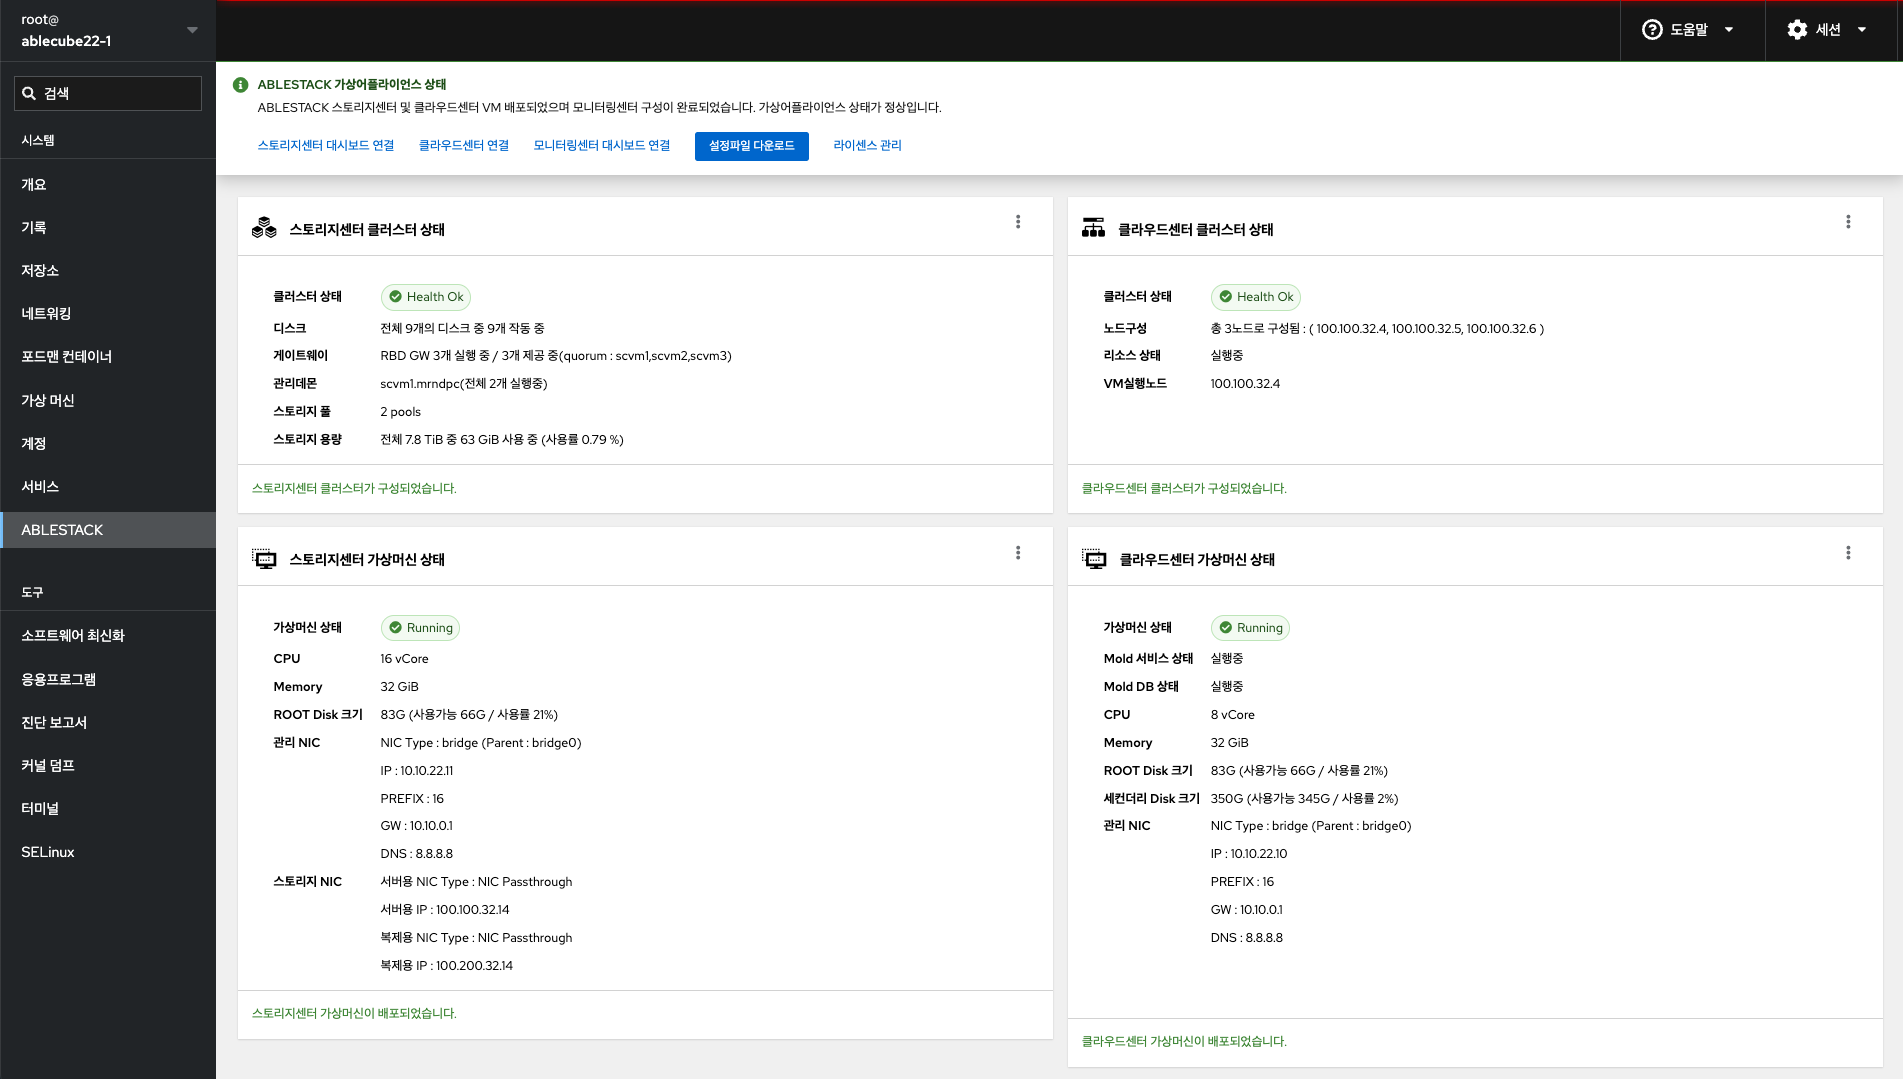 root@
ablecube22-1
도움말
세션
검색
시스템
개요
기록
저장소
네트워킹
포드맨 컨테이너
가상 머신
계정
서비스
ABLESTACK
도구
소프트웨어 최신화
응용프로그램
진단 보고서
커널 덤프
터미널
SELinux
ABLESTACK 가상어플라이언스 상태
ABLESTACK 스토리지센터 및 클라우드센터 VM 배포되었으며 모니터링센터 구성이 완료되었습니다. 가상어플라이언스 상태가 정상입니다.
스토리지센터 대시보드 연결 클라우드센터 연결 모니터링센터 대시보드 연결 설정파일 다운로드 라이센스 관리
스토리지센터 클러스터 상태
클러스터 상태 Health Ok
디스크 전체 9개의 디스크 중 9개 작동 중
게이트웨이 RBD GW 3개 실행 중 / 3개 제공 중(quorum : scvm1,scvm2,scvm3)
관리데몬 scvm1.mrndpc(전체 2개 실행중)
스토리지 풀 2 pools
스토리지 용량 전체 7.8 TiB 중 63 GiB 사용 중 (사용률 0.79 %)
스토리지센터 클러스터가 구성되었습니다.
클라우드센터 클러스터 상태
클러스터 상태 Health Ok
노드구성 총 3노드로 구성됨 : ( 100.100.32.4, 100.100.32.5, 100.100.32.6 )
리소스 상태 실행중
VM실행노드 100.100.32.4
클라우드센터 클러스터가 구성되었습니다.
스토리지센터 가상머신 상태
가상머신 상태 Running
CPU 16 vCore
Memory 32 GiB
ROOT Disk 크기 83G (사용가능 66G / 사용률 21%)
관리 NIC NIC Type : bridge (Parent : bridge0)
IP : 10.10.22.11
PREFIX : 16
GW : 10.10.0.1
DNS : 8.8.8.8
스토리지 NIC 서버용 NIC Type : NIC Passthrough
서버용 IP : 100.100.32.14
복제용 NIC Type : NIC Passthrough
복제용 IP : 100.200.32.14
스토리지센터 가상머신이 배포되었습니다.
클라우드센터 가상머신 상태
가상머신 상태 Running
Mold 서비스 상태 실행중
Mold DB 상태 실행중
CPU 8 vCore
Memory 32 GiB
ROOT Disk 크기 83G (사용가능 66G / 사용률 21%)
세컨더리 Disk 크기 350G (사용가능 345G / 사용률 2%)
관리 NIC NIC Type : bridge (Parent : bridge0)
IP : 10.10.22.10
PREFIX : 16
GW : 10.10.0.1
DNS : 8.8.8.8
클라우드센터 가상머신이 배포되었습니다.